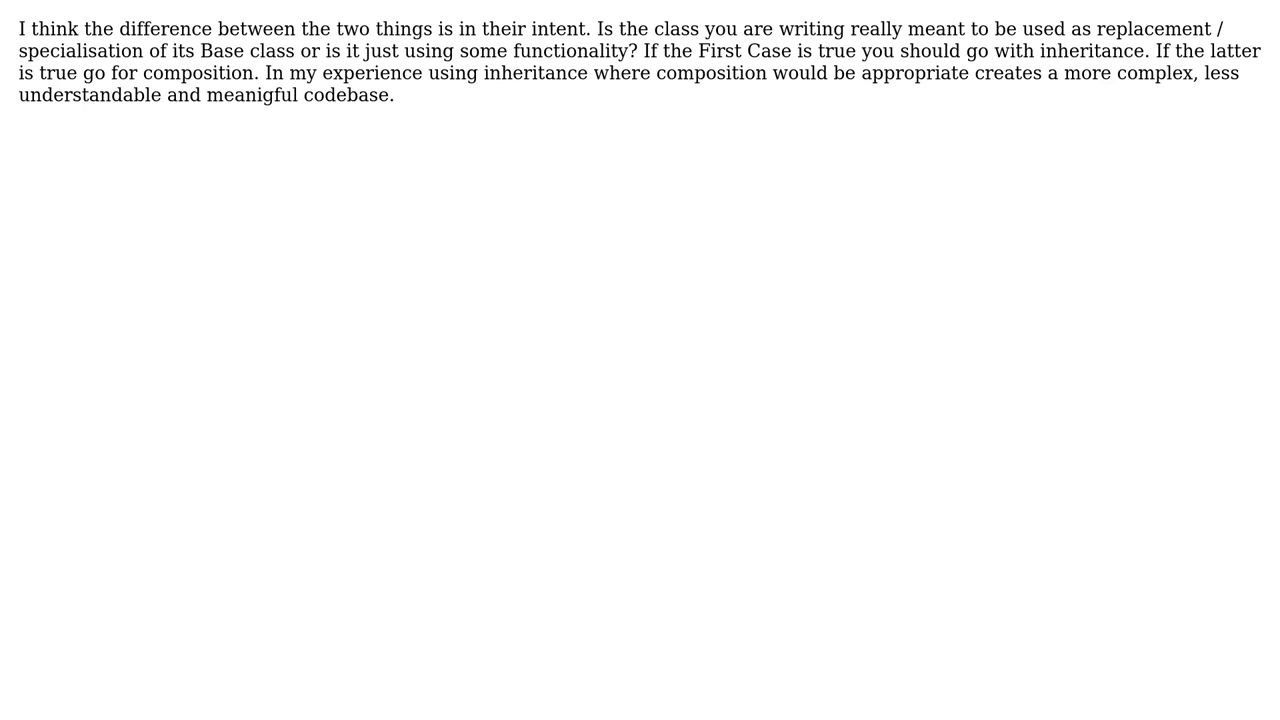 I think the difference between the two things is in their intent. Is the class you are writing really meant to be used as replacement /
specialisation of its Base class or is it just using some functionality? If the First Case is true you should go with inheritance. If the latter
is true go for composition. In my experience using inheritance where composition would be appropriate creates a more complex, less
understandable and meanigful codebase.